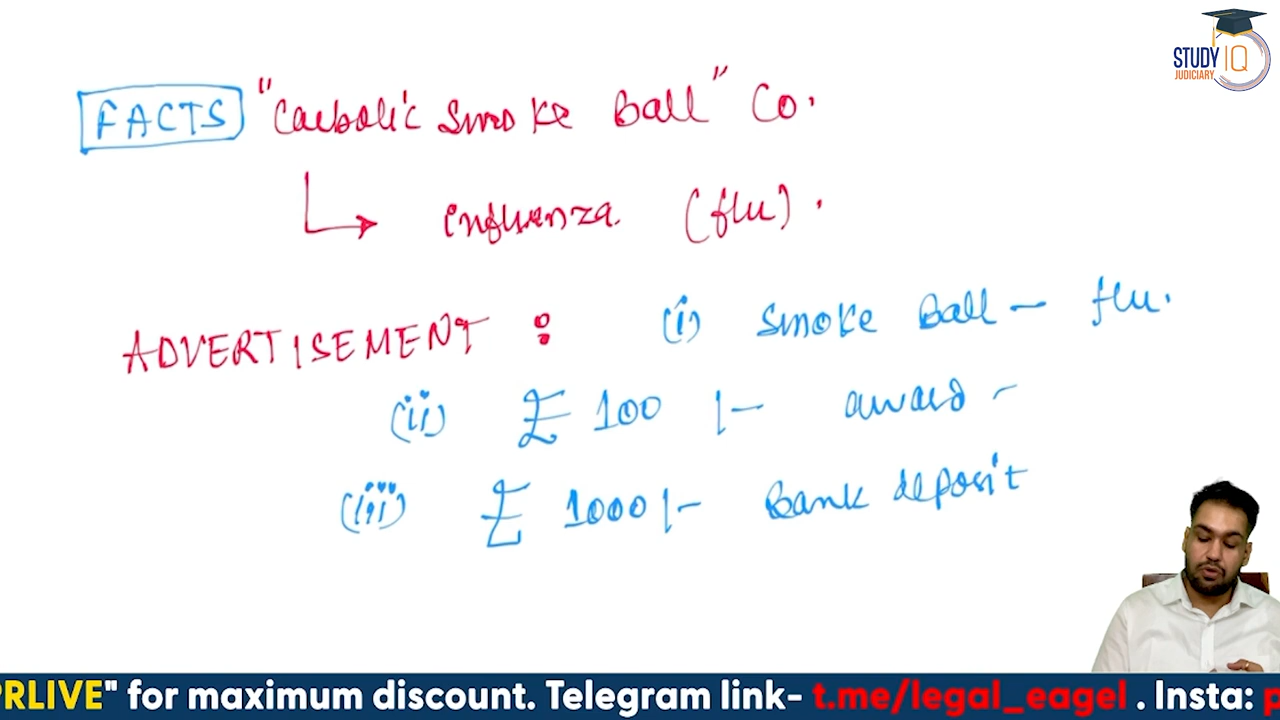 STUDY IQ
JUDICIARY
FACTS "Carbolic Smoke Ball" Co.
influenza (flu).
ADVERTISEMENT : (i) Smoke Ball – flu.
(ii) £ 100 /- award -
(iii) £ 1000/- Bank deposit
PRLIVE" for maximum discount. Telegram link- t.me/legal_eagel . Insta: p